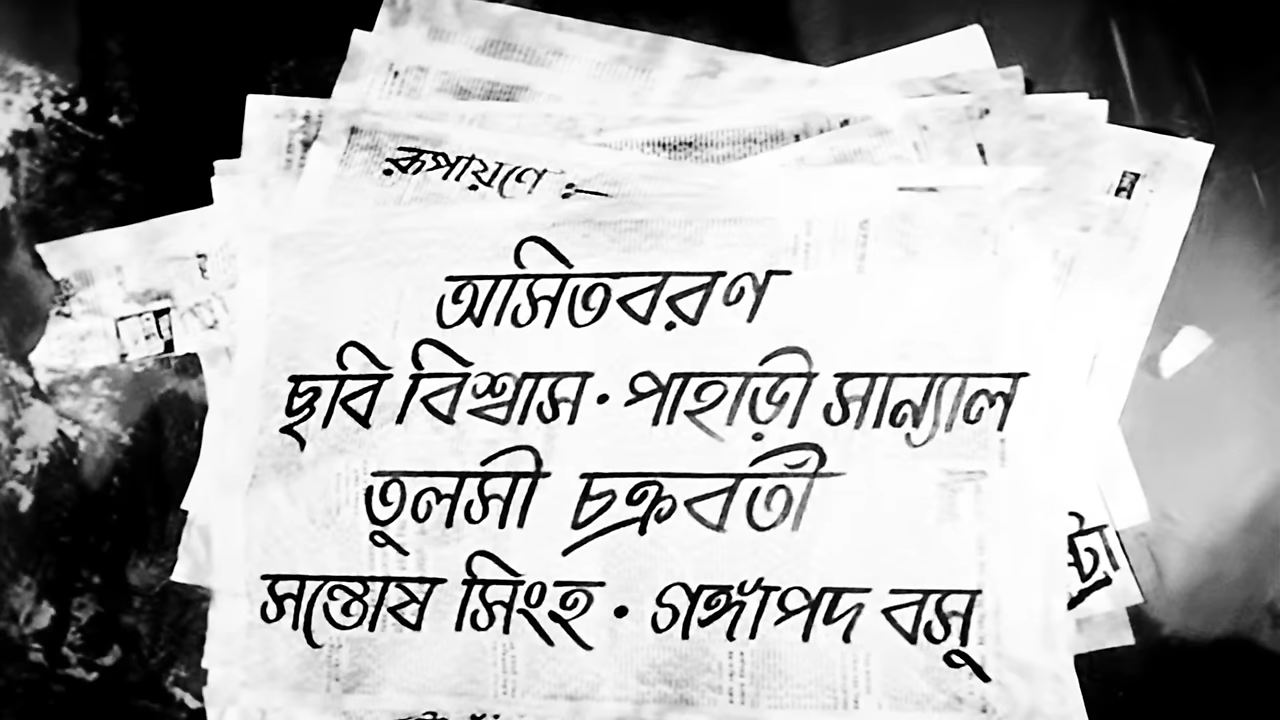 রূপায়ণে :—
অসিতবরণ
ছবি বিশ্বাস · পাহাড়ী সান্যাল
তুলসী চক্রবর্তী
সন্তোষ সিংহ · গঙ্গাপদ বসু